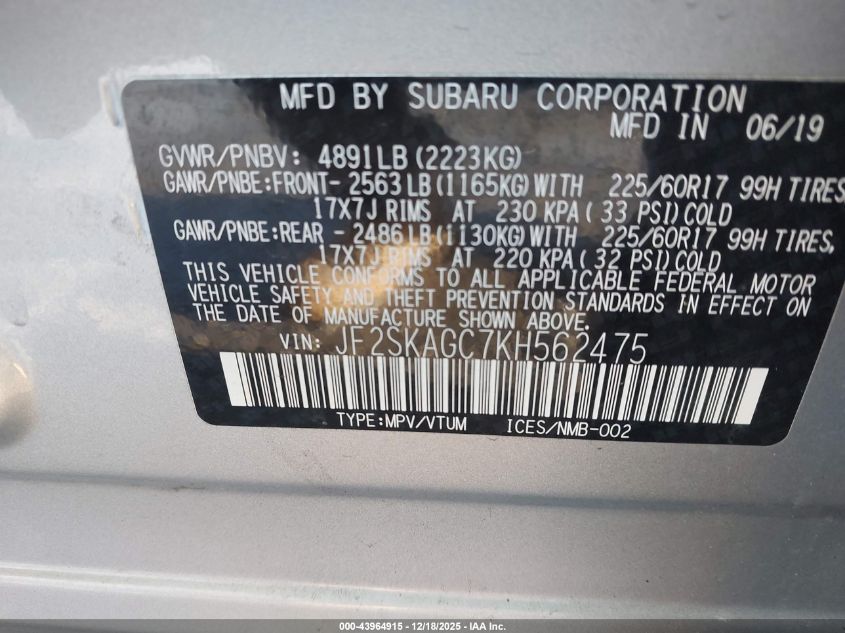 MFD BY SUBARU CORPORATION
MFD IN 06/19
GVWR/PNBV: 4891LB(2223KG)
GAWR/PNBE:FRONT-2563LB(1165KG)WITH 225/60R17 99H TIRES
17X7J RIMS AT 230 KPA(33 PSI)COLD
GAWR/PNBE:REAR -2486LB(1130KG)WITH 225/60R17 99H TIRES,
17X7J RIMS AT 220 KPA(32 PSI)COLD
THIS VEHICLE CONFORMS TO ALL APPLICABLE FEDERAL MOTOR
VEHICLE SAFETY AND THEFT PREVENTION STANDARDS IN EFFECT ON
THE DATE OF MANUFACTURE SHOWN ABOVE.
VIN: JF2SKAGC7KH562475
TYPE:MPV/VTUM ICES/NMB-002
000-43964915 - 12/18/2025 - IAA Inc.